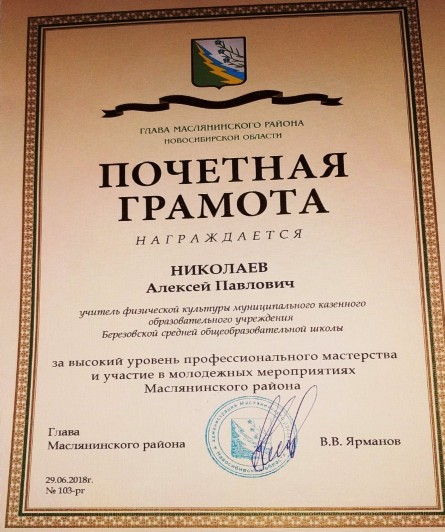 ГЛАВА МАСЛЯНИНСКОГО РАЙОНА
НОВОСИБИРСКОЙ ОБЛАСТИ
ПОЧЕТНАЯ
ГРАМОТА
НАГРАЖДАЕТСЯ
НИКОЛАЕВ
Алексей Павлович
учитель физической культуры муниципального казенного
образовательного учреждения
Березовской средней общеобразовательной школы
за высокий уровень профессионального мастерства
и участие в молодежных мероприятиях
Маслянинского района
Глава
Маслянинского района
В.В. Ярманов
29.06.2018г.
№ 103-рг